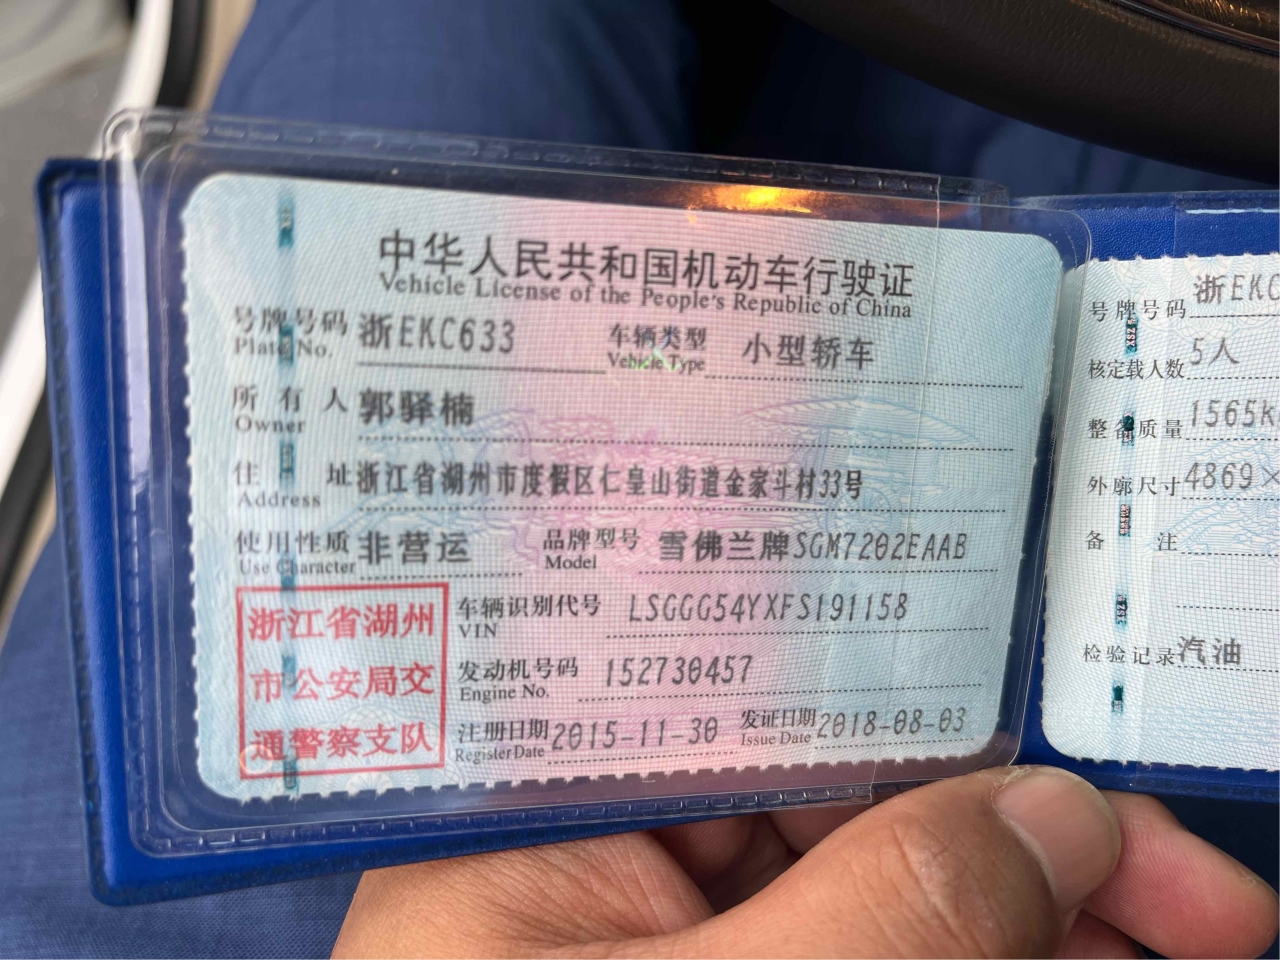 中华人民共和国机动车行驶证
Vehicle License of the People's Republic of China
号牌号码 浙EKC633 车辆类型 小型轿车
Plate No. Vehicle Type
所有人 郭驿楠
Owner
住址 浙江省湖州市度假区仁皇山街道金家斗村33号
Address
使用性质 非营运 品牌型号 雪佛兰牌SGM7202EAAB
Use Character Model
浙江省湖州
市公安局交
通警察支队
车辆识别代号 LSGGG54YXFS191158
VIN
发动机号码 152730457
Engine No.
注册日期 2015-11-30 发证日期 2018-08-03
Register Date Issue Date
号牌号码 浙EKC
核定载人数 5人
整备质量 1565k
外廓尺寸 4869×
备注
检验记录 汽油